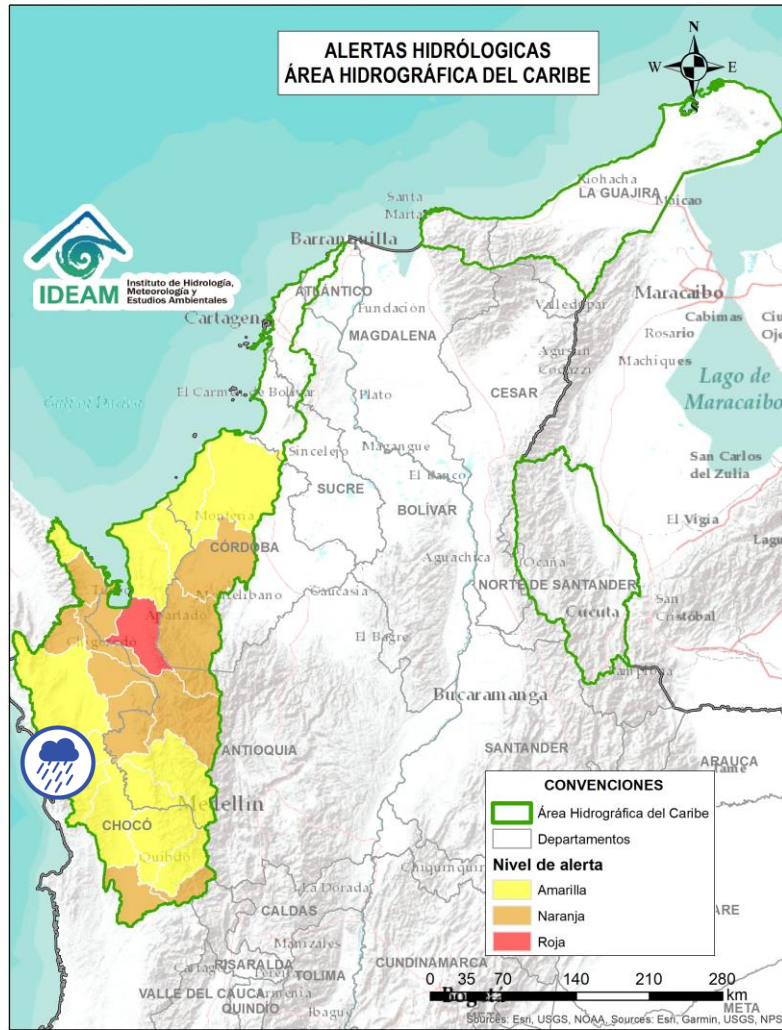 ALERTAS HIDRÓLOGICAS
ÁREA HIDROGRÁFICA DEL CARIBE
N
W E
S
Riohacha
LA GUAJIRA
Maicao
Santa
Marta
Barranquilla
IDEAM
Instituto de Hidrología,
Meteorología y
Estudios Ambientales
ATLÁNTICO
Cartagena
Fundación
Valledupar
Maracaibo
MAGDALENA
Cabimas
Rosario
Agustín
Codazzi
Machiques
CESAR
Lago de
Maracaibo
El Carmen de Bolívar
Plato
Sincelejo
Magangue
San Carlos
del Zulia
El Banco
SUCRE
BOLÍVAR
Montería
El Vigía
CÓRDOBA
Aguachica
Ocaña
NORTE DE SANTANDER
Montelibano
Caucasia
San
Cristóbal
Cucuta
Apartadó
Chigorodó
El Bagre
Pamplona
Bucaramanga
ANTIOQUIA
SANTANDER
ARAUCA
Medellín
CHOCÓ
Quibdó
CONVENCIONES
Área Hidrográfica del Caribe
Departamentos
Nivel de alerta
Amarilla
Naranja
Roja
La Dorada
CALDAS
Manizales
RISARALDA
Pereira
TOLIMA
CUNDINAMARCA
VALLE DEL CAUCA
Armenia
QUINDÍO
Ibagué
Bogotá
META
META
0 35 70 140 210 280
km
Sources: Esri, USGS, NOAA, Sources: Esri, Garmin, USGS, NPS